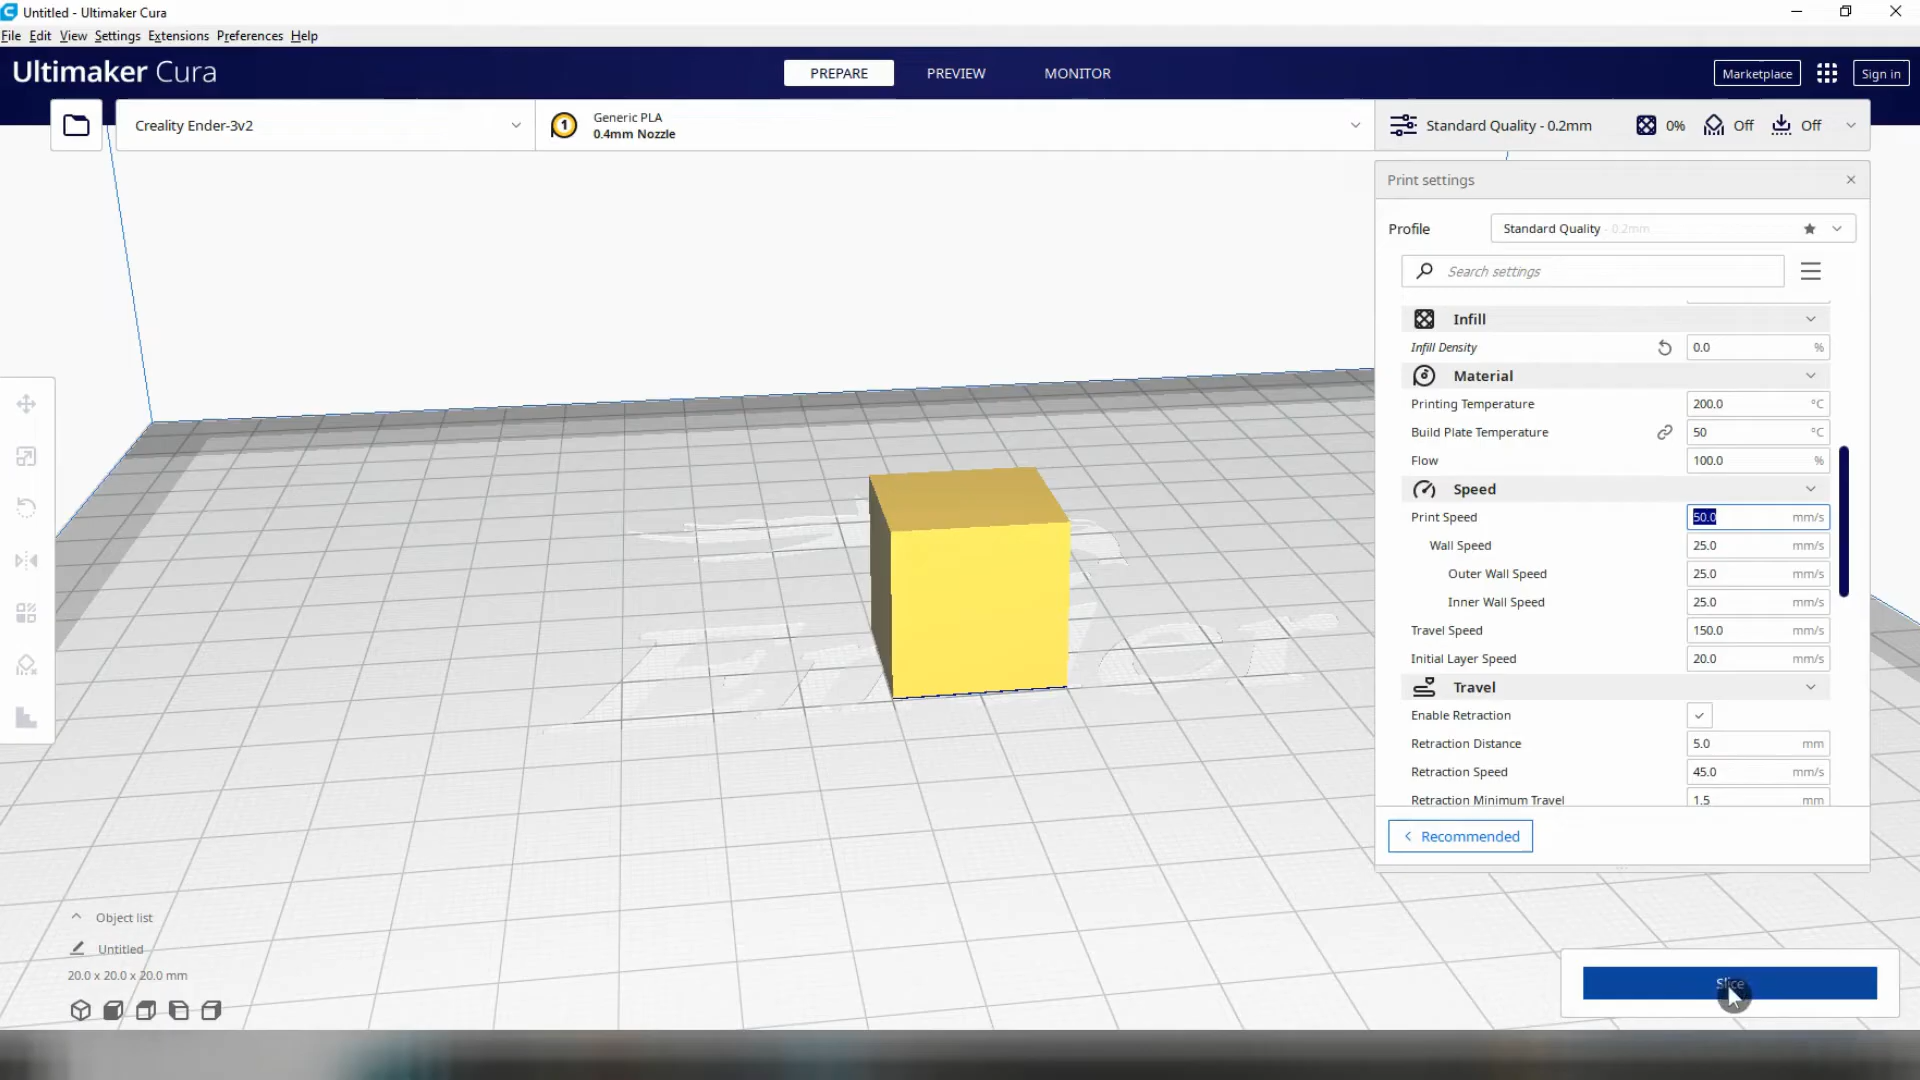 Untitled - Ultimaker Cura
File Edit View Settings Extensions Preferences Help
Ultimaker Cura
PREPARE PREVIEW MONITOR
Marketplace
Sign in
Creality Ender-3v2
1
Generic PLA
0.4mm Nozzle
Standard Quality - 0.2mm
0%
Off
Off
Print settings
Profile
Standard Quality - 0.2mm
Search settings
Infill
Infill Density 0.0 %
Material
Printing Temperature 200.0 °C
Build Plate Temperature 50 °C
Flow 100.0 %
Speed
Print Speed 50.0 mm/s
Wall Speed 25.0 mm/s
Outer Wall Speed 25.0 mm/s
Inner Wall Speed 25.0 mm/s
Travel Speed 150.0 mm/s
Initial Layer Speed 20.0 mm/s
Travel
Enable Retraction
Retraction Distance 5.0 mm
Retraction Speed 45.0 mm/s
Retraction Minimum Travel 1.5 mm
Recommended
Object list
Untitled
20.0 x 20.0 x 20.0 mm
Slice